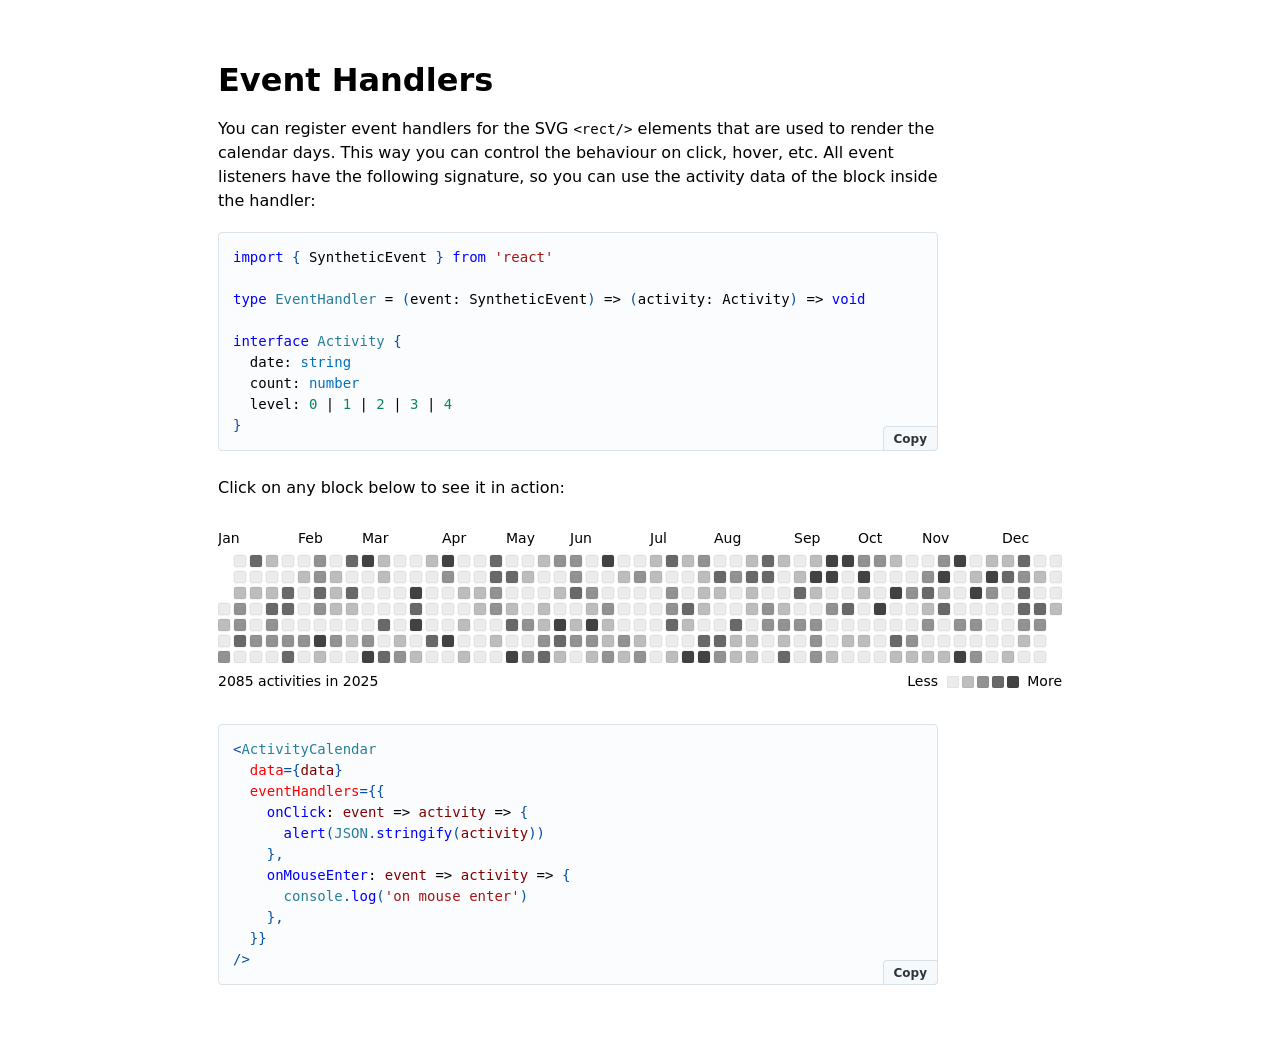 Event Handlers
You can register event handlers for the SVG <rect/> elements that are used to render the
calendar days. This way you can control the behaviour on click, hover, etc. All event
listeners have the following signature, so you can use the activity data of the block inside
the handler:
import { SyntheticEvent } from 'react'
type EventHandler = (event: SyntheticEvent) => (activity: Activity) => void
interface Activity {
  date: string
  count: number
  level: 0 | 1 | 2 | 3 | 4
}
Copy
Click on any block below to see it in action:
Jan Feb Mar Apr May Jun Jul Aug Sep Oct Nov Dec
2085 activities in 2025 Less More
<ActivityCalendar
  data={data}
  eventHandlers={{
    onClick: event => activity => {
      alert(JSON.stringify(activity))
    },
    onMouseEnter: event => activity => {
      console.log('on mouse enter')
    },
  }}
/>
Copy